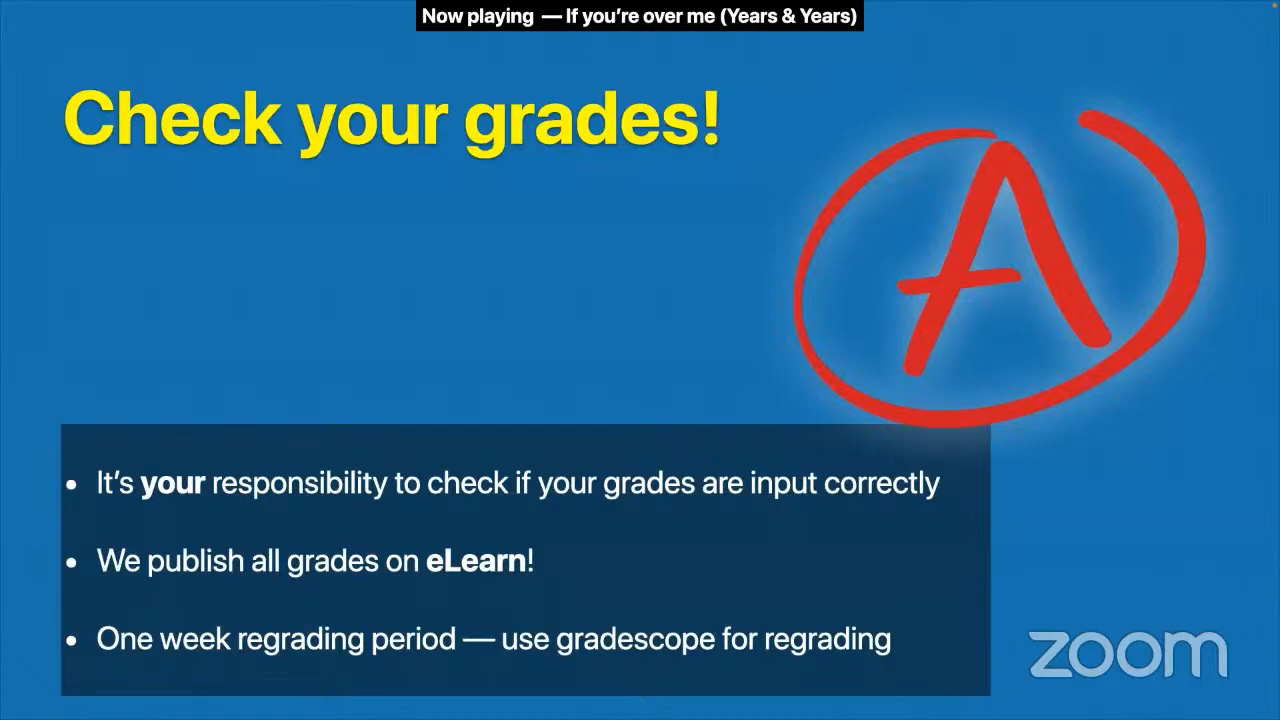 Now playing — If you’re over me (Years & Years)
Check your grades!
A
• It’s your responsibility to check if your grades are input correctly
• We publish all grades on eLearn!
• One week regrading period — use gradescope for regrading
zoom